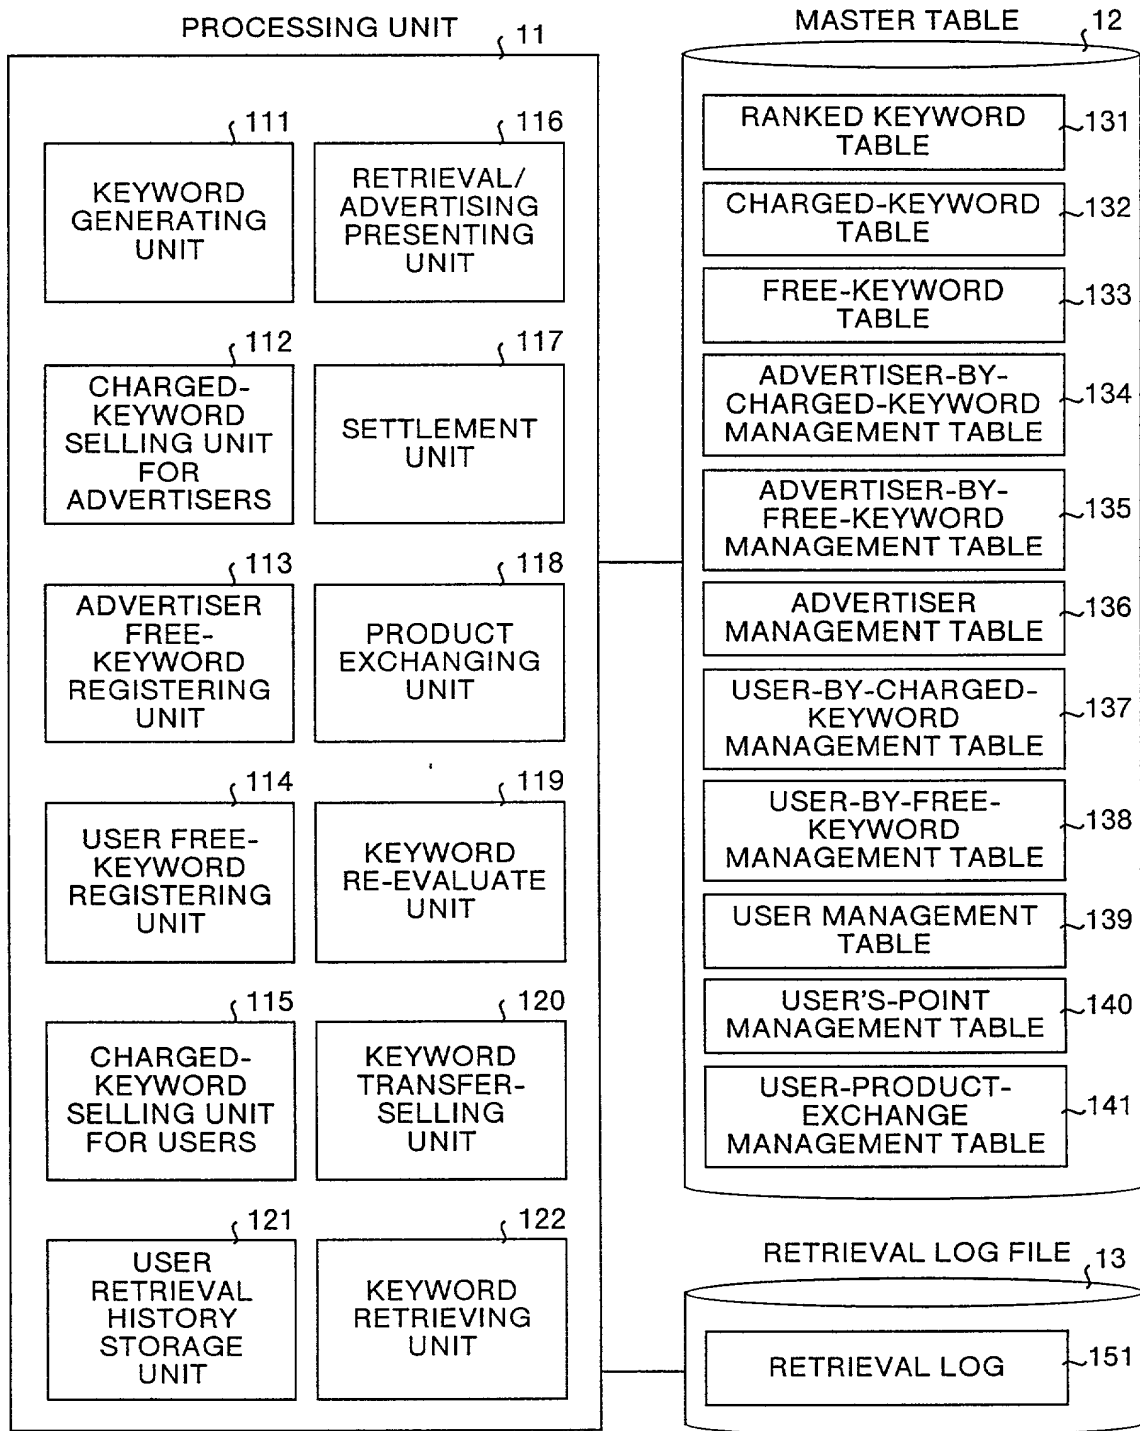 PROCESSING UNIT
11
111
KEYWORD
GENERATING
UNIT
116
RETRIEVAL/
ADVERTISING
PRESENTING
UNIT
112
CHARGED-
KEYWORD
SELLING UNIT
FOR
ADVERTISERS
117
SETTLEMENT
UNIT
113
ADVERTISER
FREE-
KEYWORD
REGISTERING
UNIT
118
PRODUCT
EXCHANGING
UNIT
114
USER FREE-
KEYWORD
REGISTERING
UNIT
119
KEYWORD
RE-EVALUATE
UNIT
115
CHARGED-
KEYWORD
SELLING UNIT
FOR USERS
120
KEYWORD
TRANSFER-
SELLING
UNIT
121
USER
RETRIEVAL
HISTORY
STORAGE
UNIT
122
KEYWORD
RETRIEVING
UNIT
MASTER TABLE
12
RANKED KEYWORD
TABLE
131
CHARGED-KEYWORD
TABLE
132
FREE-KEYWORD
TABLE
133
ADVERTISER-BY-
CHARGED-KEYWORD
MANAGEMENT TABLE
134
ADVERTISER-BY-
FREE-KEYWORD
MANAGEMENT TABLE
135
ADVERTISER
MANAGEMENT TABLE
136
USER-BY-CHARGED-
KEYWORD
MANAGEMENT TABLE
137
USER-BY-FREE-
KEYWORD
MANAGEMENT TABLE
138
USER MANAGEMENT
TABLE
139
USER'S-POINT
MANAGEMENT TABLE
140
USER-PRODUCT-
EXCHANGE
MANAGEMENT TABLE
141
RETRIEVAL LOG FILE
13
RETRIEVAL LOG
151